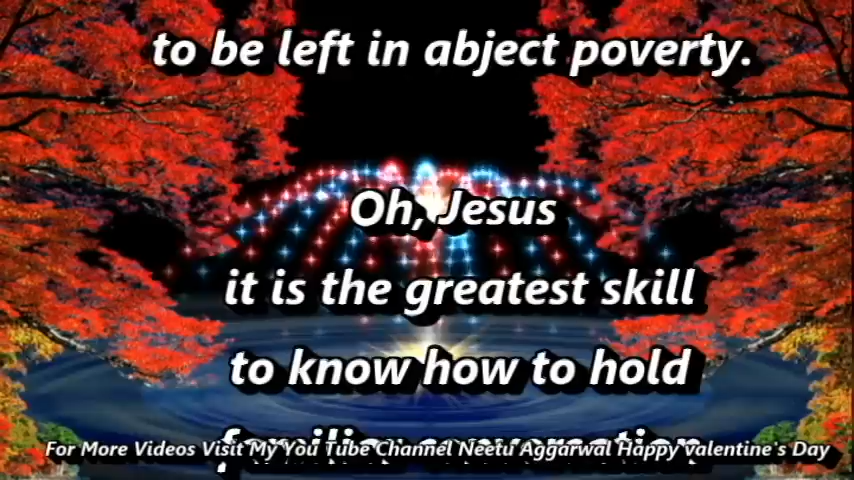 to be left in abject poverty.
Oh, Jesus
it is the greatest skill
to know how to hold
For More Videos Visit My You Tube Channel Neetu Aggarwal Happy valentine's Day